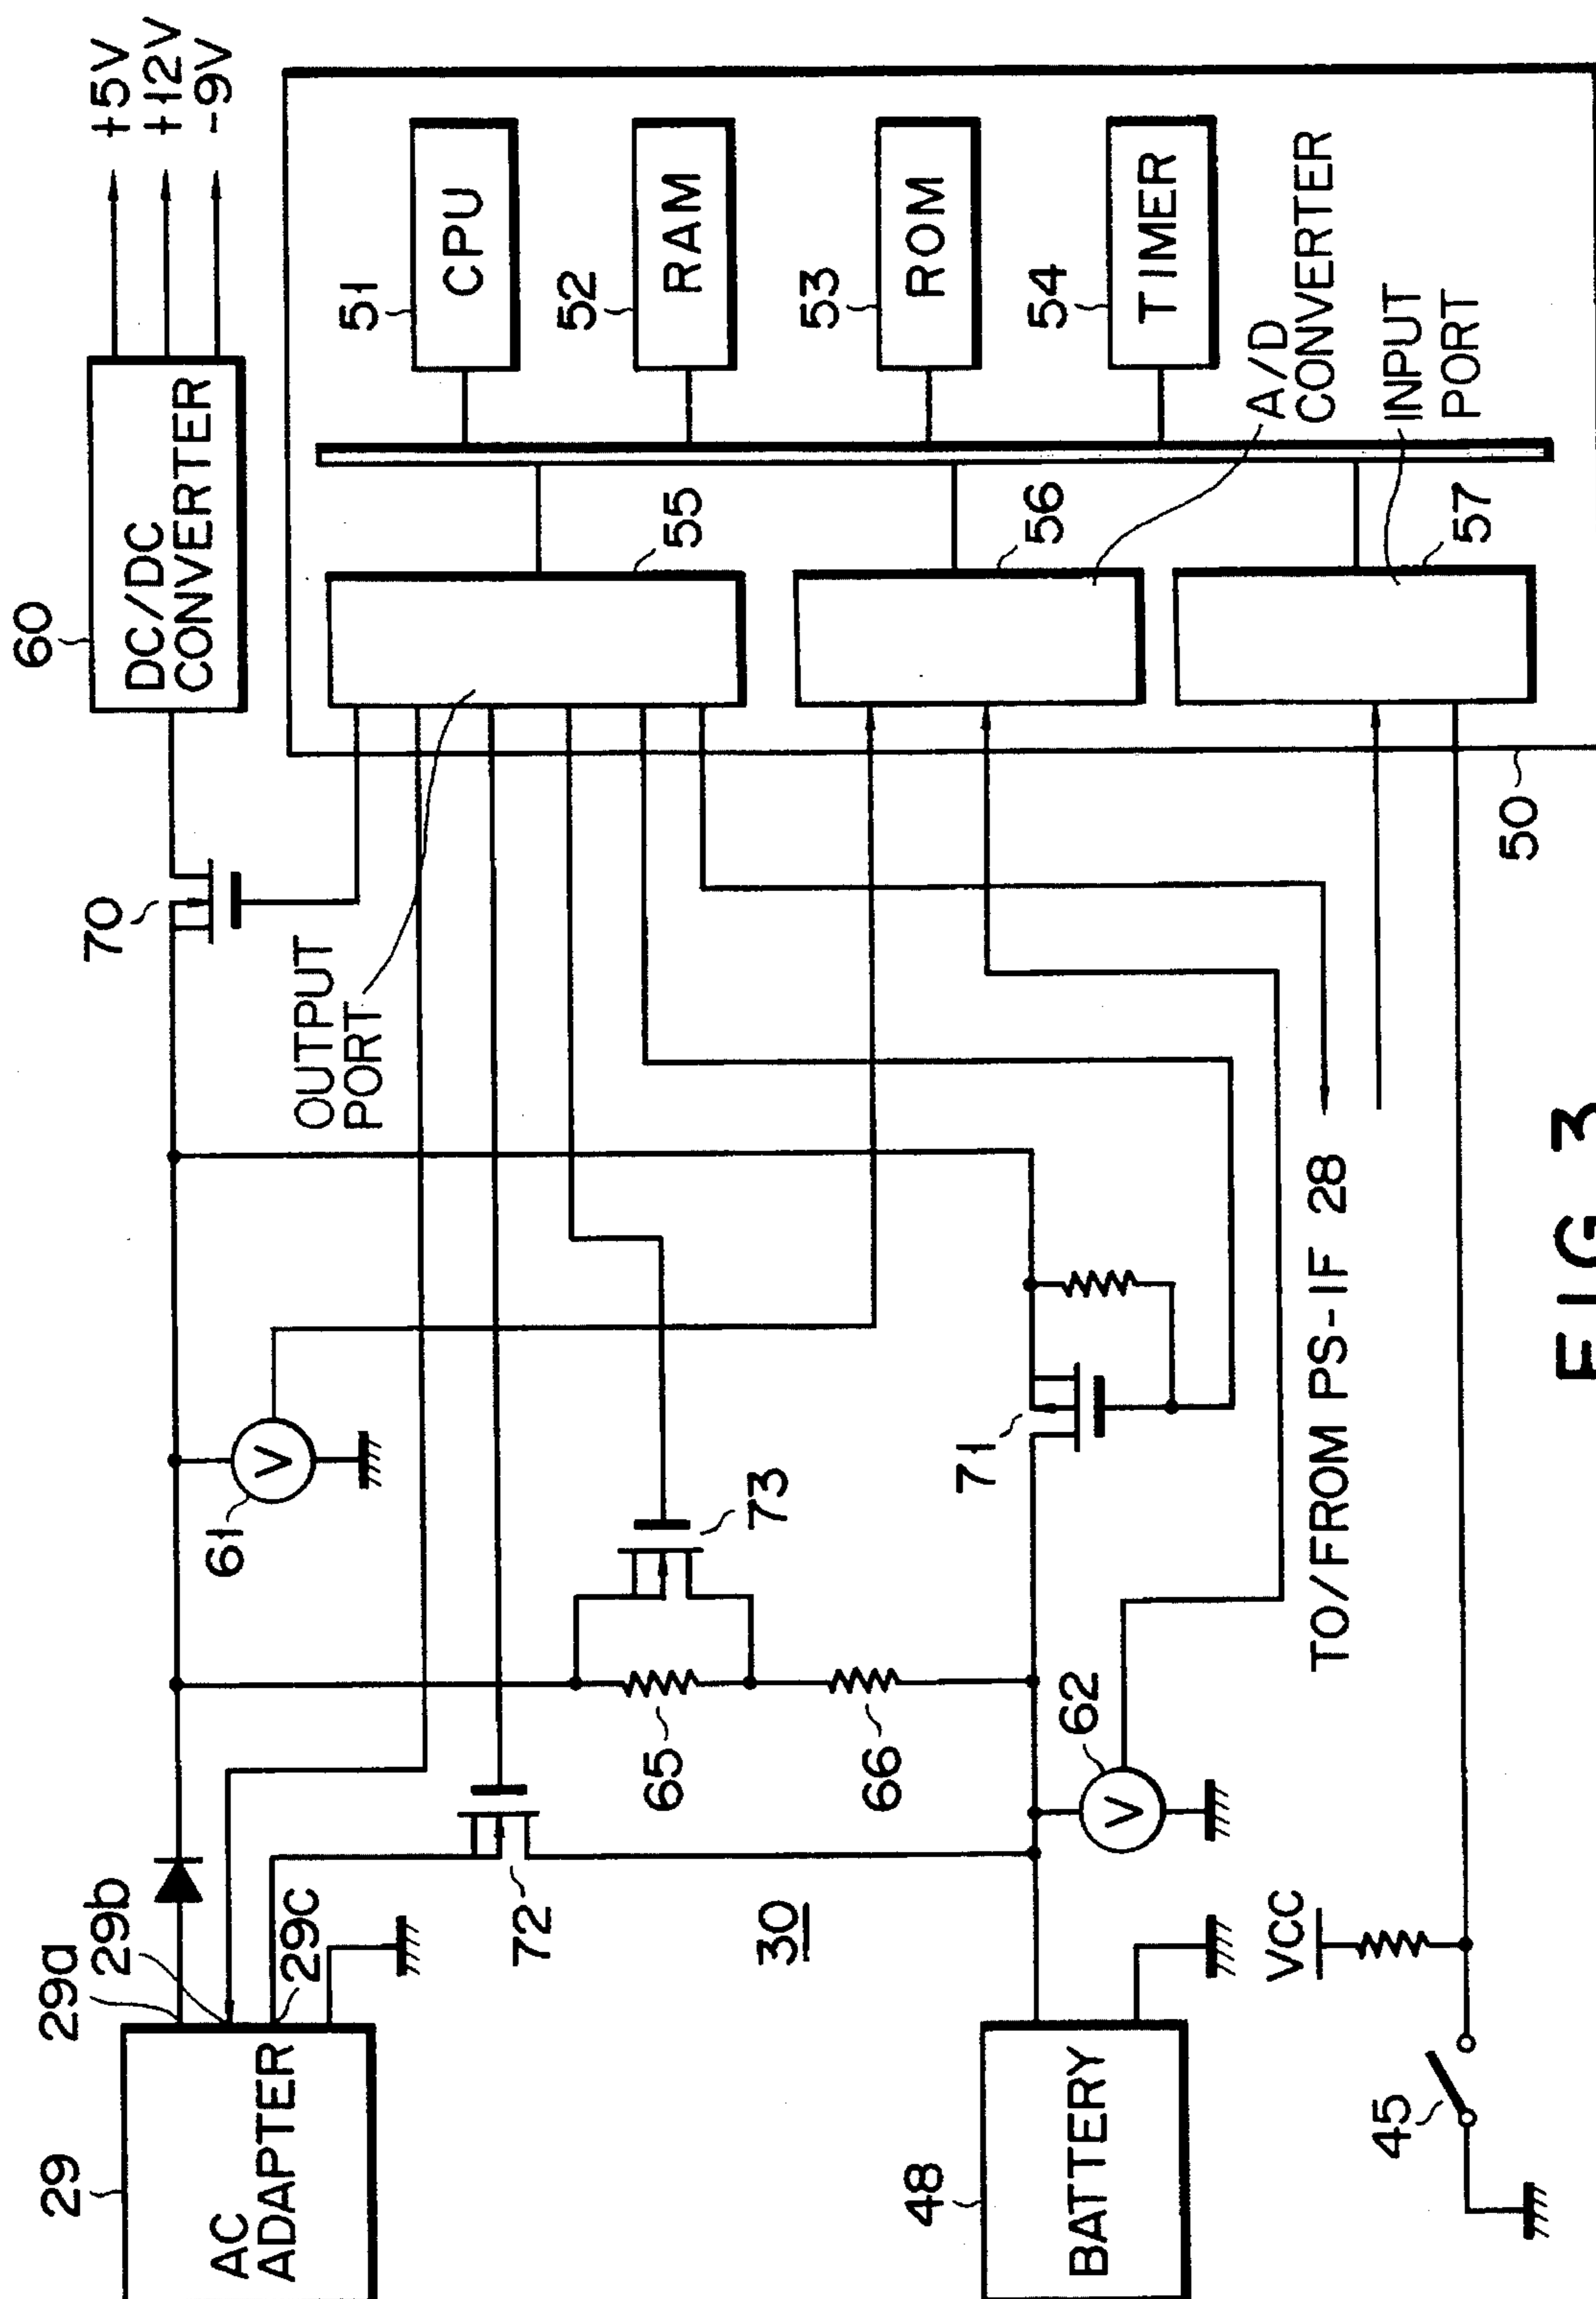 60
DC/DC
CONVERTER
+5V
+12V
-9V
29
AC
ADAPTER
29a
29b
29c
61
V
70
OUTPUT
PORT
51
CPU
52
RAM
53
ROM
54
TIMER
55
56
57
A/D
CONVERTER
INPUT
PORT
72
65
66
73
30
71
62
V
48
BATTERY
VCC
45
TO/FROM PS-IF 28
50
FIG 3